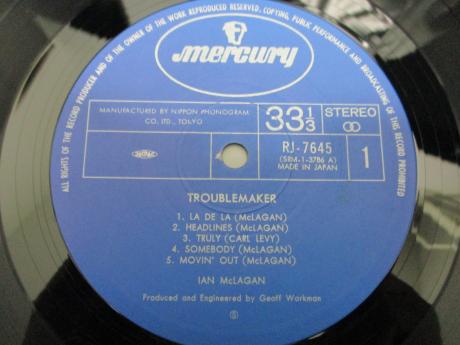 ALL RIGHTS OF THE RECORD PRODUCER AND OF THE OWNER OF THE WORK REPRODUCED RESERVED. COPYING, PUBLIC PERFORMANCE AND BROADCASTING OF THIS RECORD PROHIBITED
mercury
MANUFACTURED BY NIPPON PHONOGRAM CO., LTD., TOKYO
33 1/3
STEREO
RJ-7645
(SRM-1-3786 A)
MADE IN JAPAN
1
TROUBLEMAKER
1. LA DE LA (McLAGAN)
2. HEADLINES (McLAGAN)
3. TRULY (CARL LEVY)
4. SOMEBODY (McLAGAN)
5. MOVIN' OUT (McLAGAN)
IAN McLAGAN
Produced and Engineered by Geoff Workman
Ⓢ